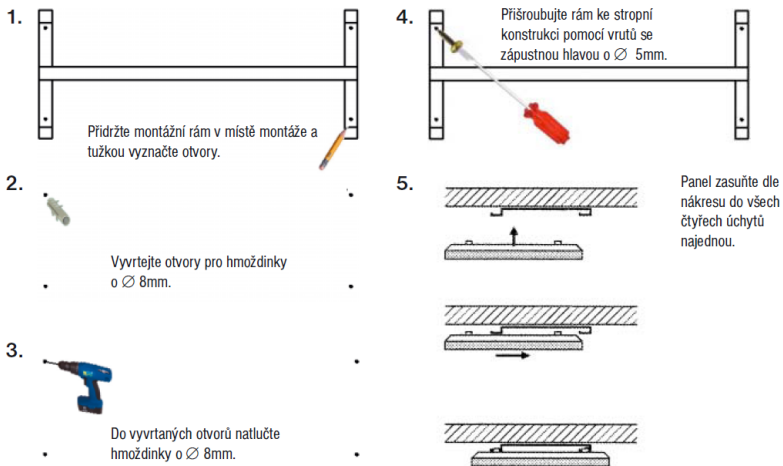 1.
Přidržte montážní rám v místě montáže a
tužkou vyznačte otvory.
2.
Vyvrtejte otvory pro hmoždinky
o ∅ 8mm.
3.
Do vyvrtaných otvorů natlučte
hmoždinky o ∅ 8mm.
4.
Přišroubujte rám ke stropní
konstrukci pomocí vrutů se
zápustnou hlavou o ∅ 5mm.
5.
Panel zasuňte dle
nákresu do všech
čtyřech úchytů
najednou.